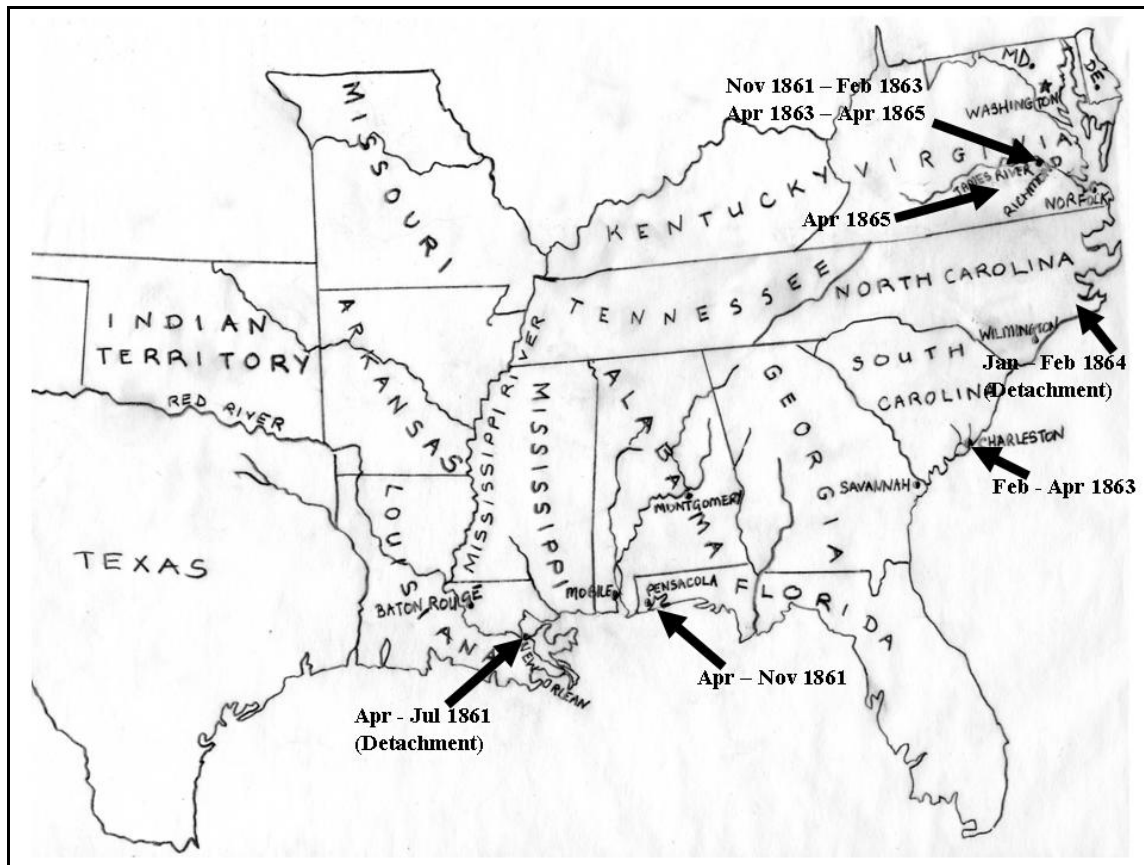 MD.
DE.
Nov 1861 – Feb 1863
Apr 1863 – Apr 1865
WASHINGTON
MISSOURI
KENTUCKY
VIRGINIA
JAMES RIVER
RICHMOND
NORFOLK
Apr 1865
TENNESSEE
NORTH CAROLINA
INDIAN
TERRITORY
ARKANSAS
WILMINGTON
Jan – Feb 1864
(Detachment)
SOUTH
CAROLINA
RED RIVER
MISSISSIPPI RIVER
MISSISSIPPI
ALABAMA
GEORGIA
CHARLESTON
Feb - Apr 1863
SAVANNAH
MONTGOMERY
TEXAS
LOUISIANA
BATON ROUGE
MOBILE
PENSACOLA
FLORIDA
NEW ORLEAN
Apr – Nov 1861
Apr - Jul 1861
(Detachment)